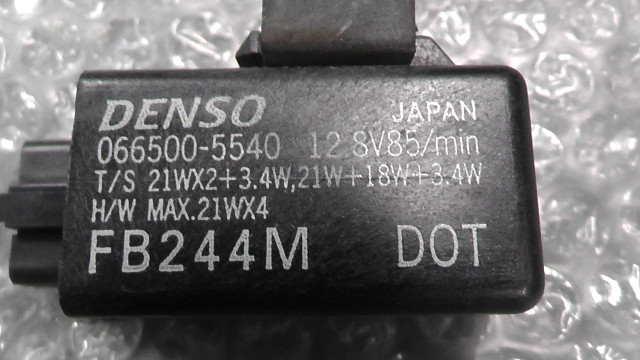 DENSO JAPAN
066500-5540 12.8V85/min
T/S 21WX2+3.4W,21W+18W+3.4W
H/W MAX.21WX4
FB244M DOT